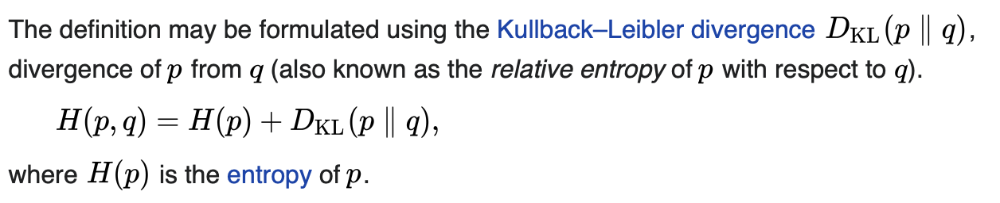 The definition may be formulated using the Kullback–Leibler divergence D_KL(p ∥ q),
divergence of p from q (also known as the relative entropy of p with respect to q).
H(p, q) = H(p) + D_KL(p ∥ q),
where H(p) is the entropy of p.